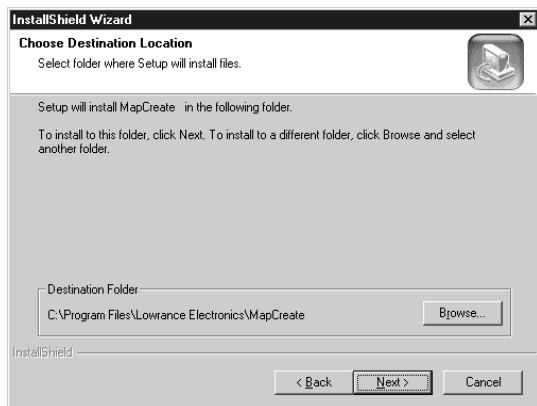 InstallShield Wizard
Choose Destination Location
Select folder where Setup will install files.
Setup will install MapCreate in the following folder.
To install to this folder, click Next. To install to a different folder, click Browse and select
another folder.
Destination Folder
C:\Program Files\Lowrance Electronics\MapCreate
Browse...
InstallShield
< Back
Next >
Cancel